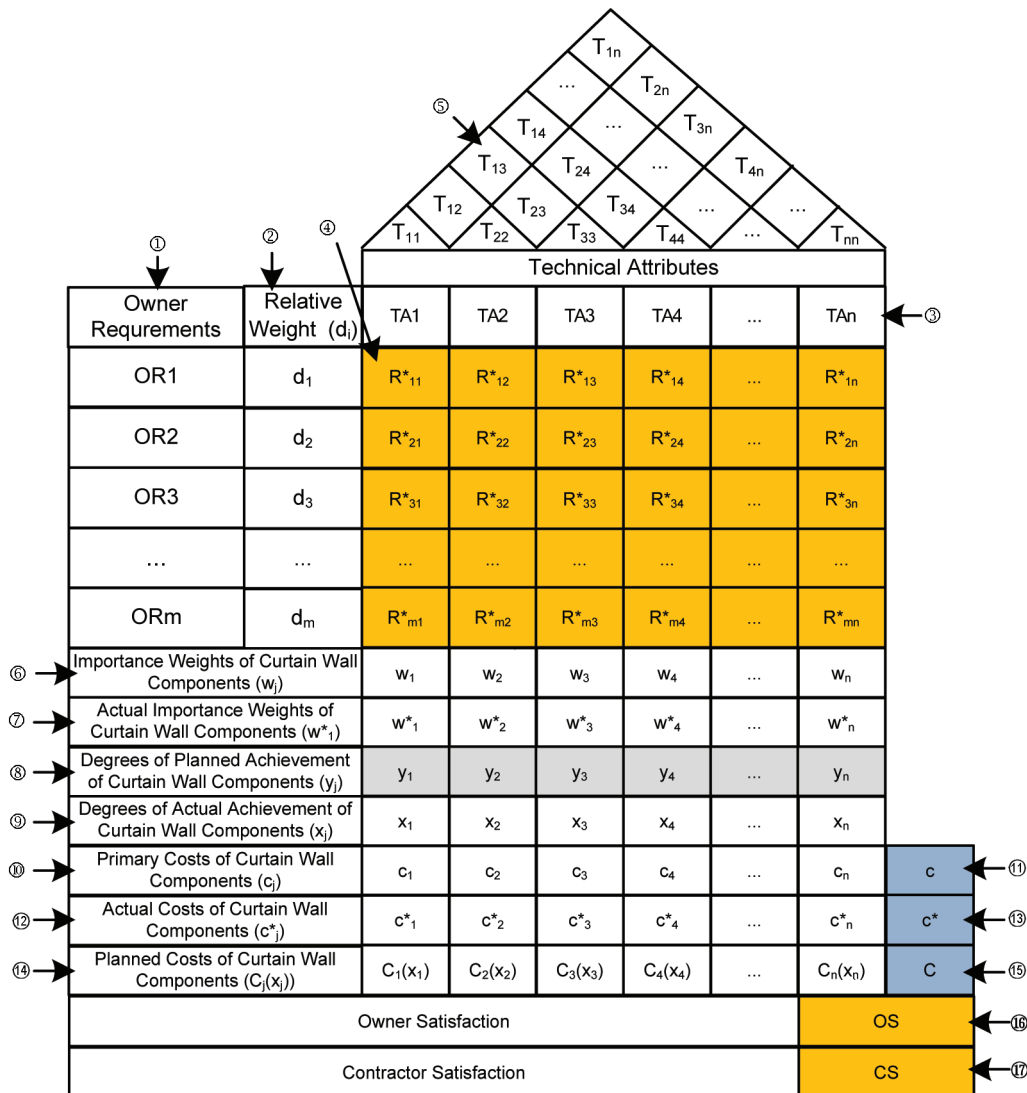 T1n
... T2n
⑤
T14 ... T3n
T13 T24 ... T4n
T12 T23 T34 ... ...
T11 T22 T33 T44 ... Tnn
① ② ④
Technical Attributes
Owner Requrements
Relative Weight (di)
TA1 TA2 TA3 TA4 ... TAn ③
OR1 d1 R*11 R*12 R*13 R*14 ... R*1n
OR2 d2 R*21 R*22 R*23 R*24 ... R*2n
OR3 d3 R*31 R*32 R*33 R*34 ... R*3n
... ... ... ... ... ... ... ...
ORm dm R*m1 R*m2 R*m3 R*m4 ... R*mn
⑥ Importance Weights of Curtain Wall
Components (wj) w1 w2 w3 w4 ... wn
⑦ Actual Importance Weights of
Curtain Wall Components (w*1) w*1 w*2 w*3 w*4 ... w*n
⑧ Degrees of Planned Achievement
of Curtain Wall Components (yj) y1 y2 y3 y4 ... yn
⑨ Degrees of Actual Achievement of
Curtain Wall Components (xj) x1 x2 x3 x4 ... xn
⑩ Primary Costs of Curtain Wall
Components (cj) c1 c2 c3 c4 ... cn c ⑪
⑫ Actual Costs of Curtain Wall
Components (c*j) c*1 c*2 c*3 c*4 ... c*n c* ⑬
⑭ Planned Costs of Curtain Wall
Components (Cj(xj)) C1(x1) C2(x2) C3(x3) C4(x4) ... Cn(xn) C ⑮
Owner Satisfaction OS ⑯
Contractor Satisfaction CS ⑰